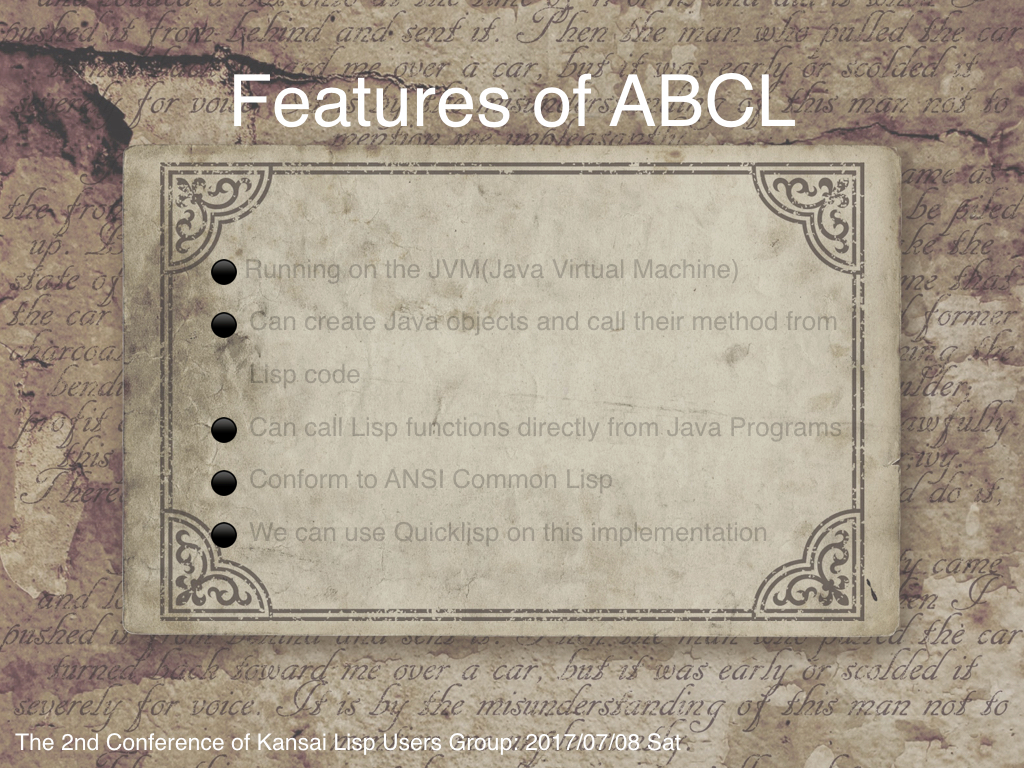 Features of ABCL
Running on the JVM(Java Virtual Machine)
Can create Java objects and call their method from
Lisp code
Can call Lisp functions directly from Java Programs
Conform to ANSI Common Lisp
We can use Quicklisp on this implementation
The 2nd Conference of Kansai Lisp Users Group: 2017/07/08 Sat